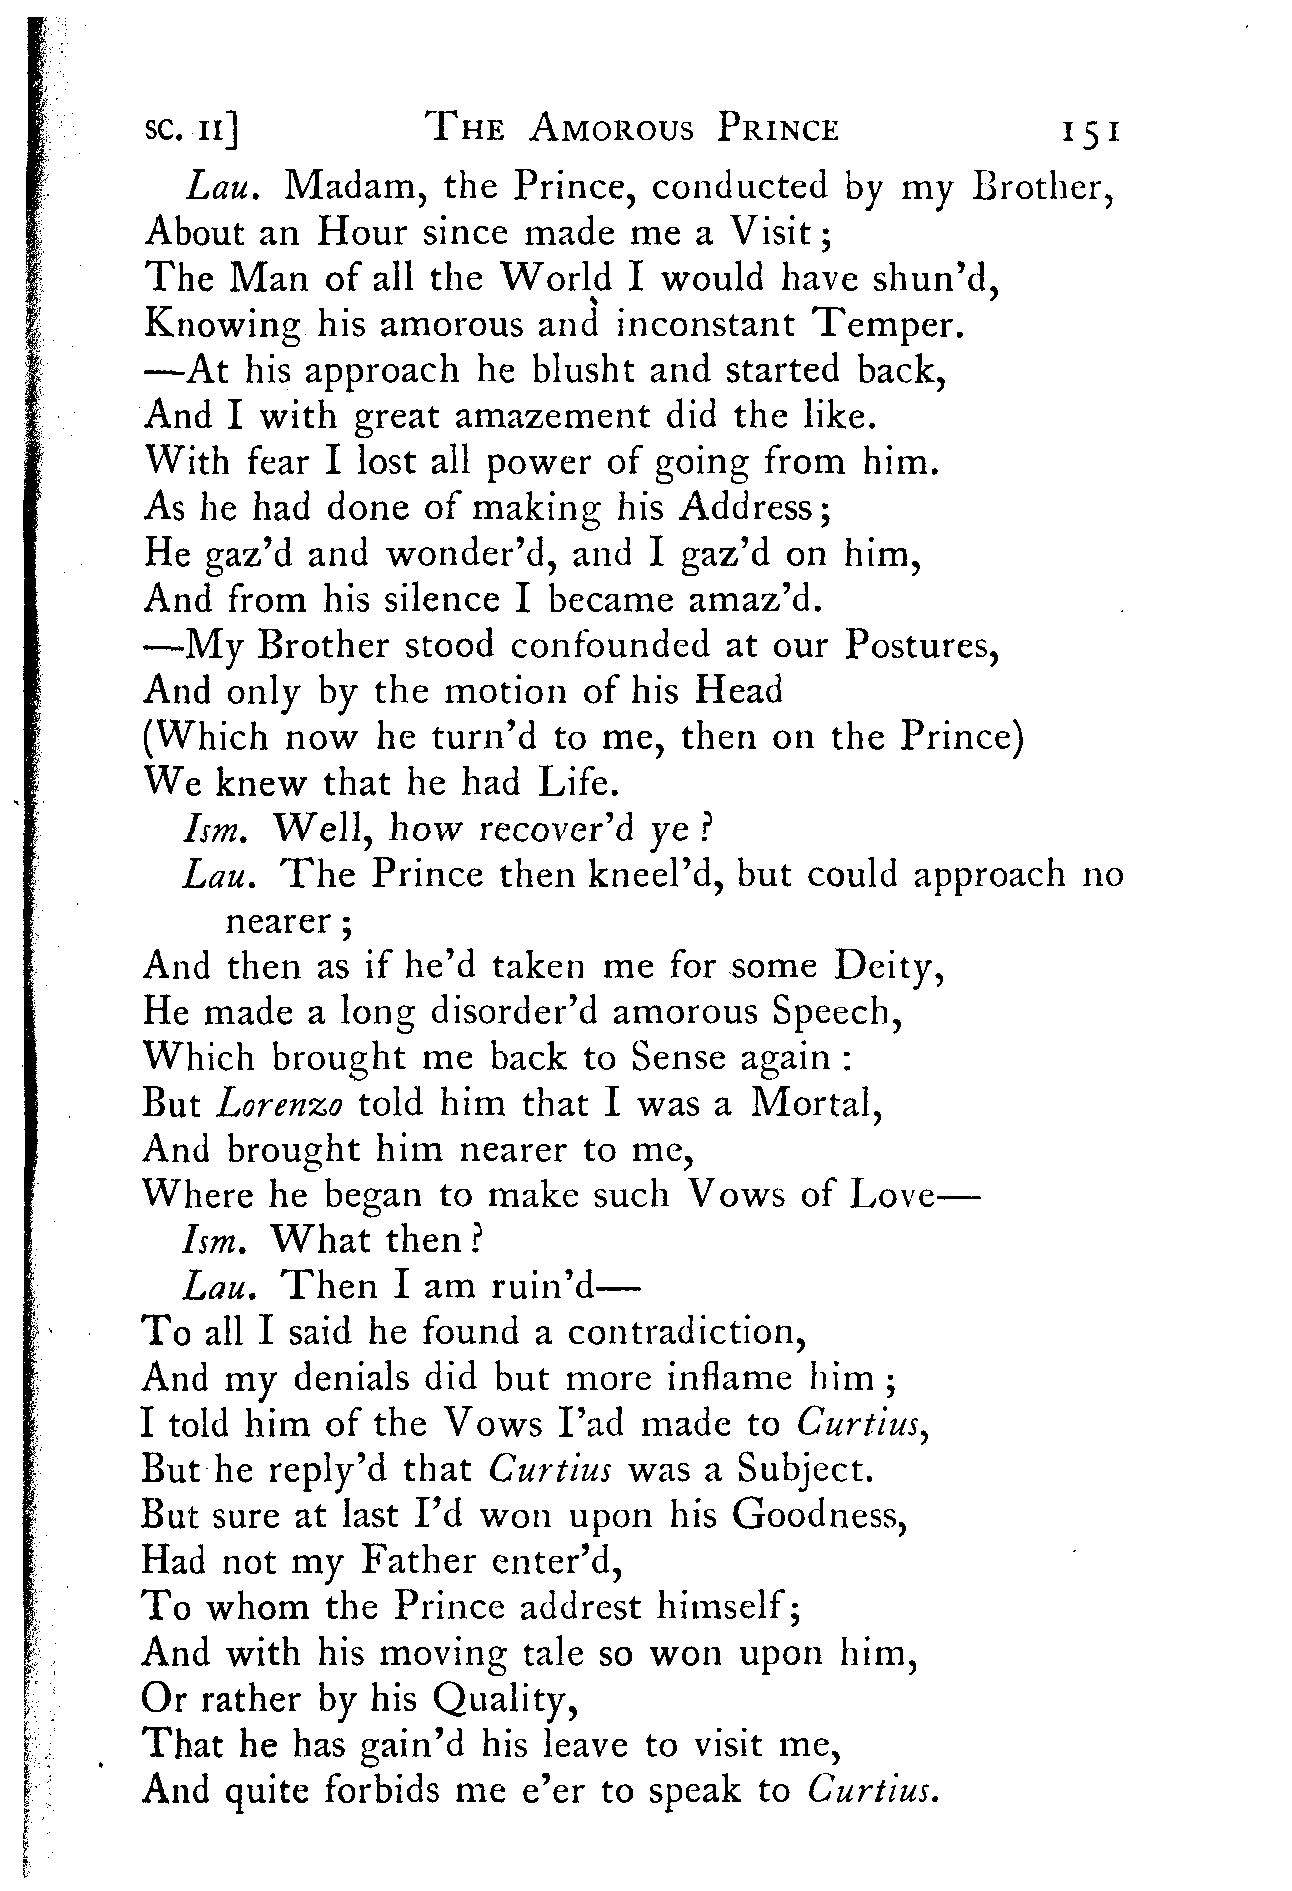 SC. II] THE AMOROUS PRINCE 151
Lau. Madam, the Prince, conducted by my Brother,
About an Hour since made me a Visit;
The Man of all the World I would have shun'd,
Knowing his amorous and inconstant Temper.
—At his approach he blusht and started back,
And I with great amazement did the like.
With fear I lost all power of going from him.
As he had done of making his Address;
He gaz'd and wonder'd, and I gaz'd on him,
And from his silence I became amaz'd.
—My Brother stood confounded at our Postures,
And only by the motion of his Head
(Which now he turn'd to me, then on the Prince)
We knew that he had Life.
Ism. Well, how recover'd ye?
Lau. The Prince then kneel'd, but could approach no
nearer;
And then as if he'd taken me for some Deity,
He made a long disorder'd amorous Speech,
Which brought me back to Sense again:
But Lorenzo told him that I was a Mortal,
And brought him nearer to me,
Where he began to make such Vows of Love—
Ism. What then?
Lau. Then I am ruin'd—
To all I said he found a contradiction,
And my denials did but more inflame him;
I told him of the Vows I'ad made to Curtius,
But he reply'd that Curtius was a Subject.
But sure at last I'd won upon his Goodness,
Had not my Father enter'd,
To whom the Prince addrest himself;
And with his moving tale so won upon him,
Or rather by his Quality,
That he has gain'd his leave to visit me,
And quite forbids me e'er to speak to Curtius.